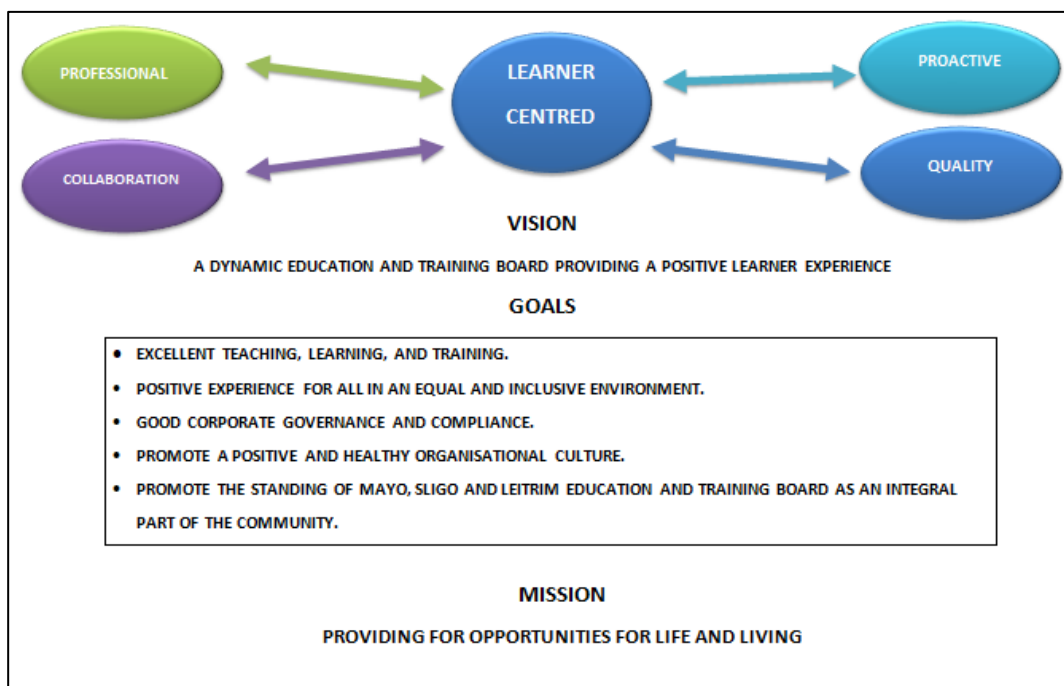 PROFESSIONAL
LEARNER
CENTRED
PROACTIVE
COLLABORATION
QUALITY
VISION
A DYNAMIC EDUCATION AND TRAINING BOARD PROVIDING A POSITIVE LEARNER EXPERIENCE
GOALS
• EXCELLENT TEACHING, LEARNING, AND TRAINING.
• POSITIVE EXPERIENCE FOR ALL IN AN EQUAL AND INCLUSIVE ENVIRONMENT.
• GOOD CORPORATE GOVERNANCE AND COMPLIANCE.
• PROMOTE A POSITIVE AND HEALTHY ORGANISATIONAL CULTURE.
• PROMOTE THE STANDING OF MAYO, SLIGO AND LEITRIM EDUCATION AND TRAINING BOARD AS AN INTEGRAL
PART OF THE COMMUNITY.
MISSION
PROVIDING FOR OPPORTUNITIES FOR LIFE AND LIVING